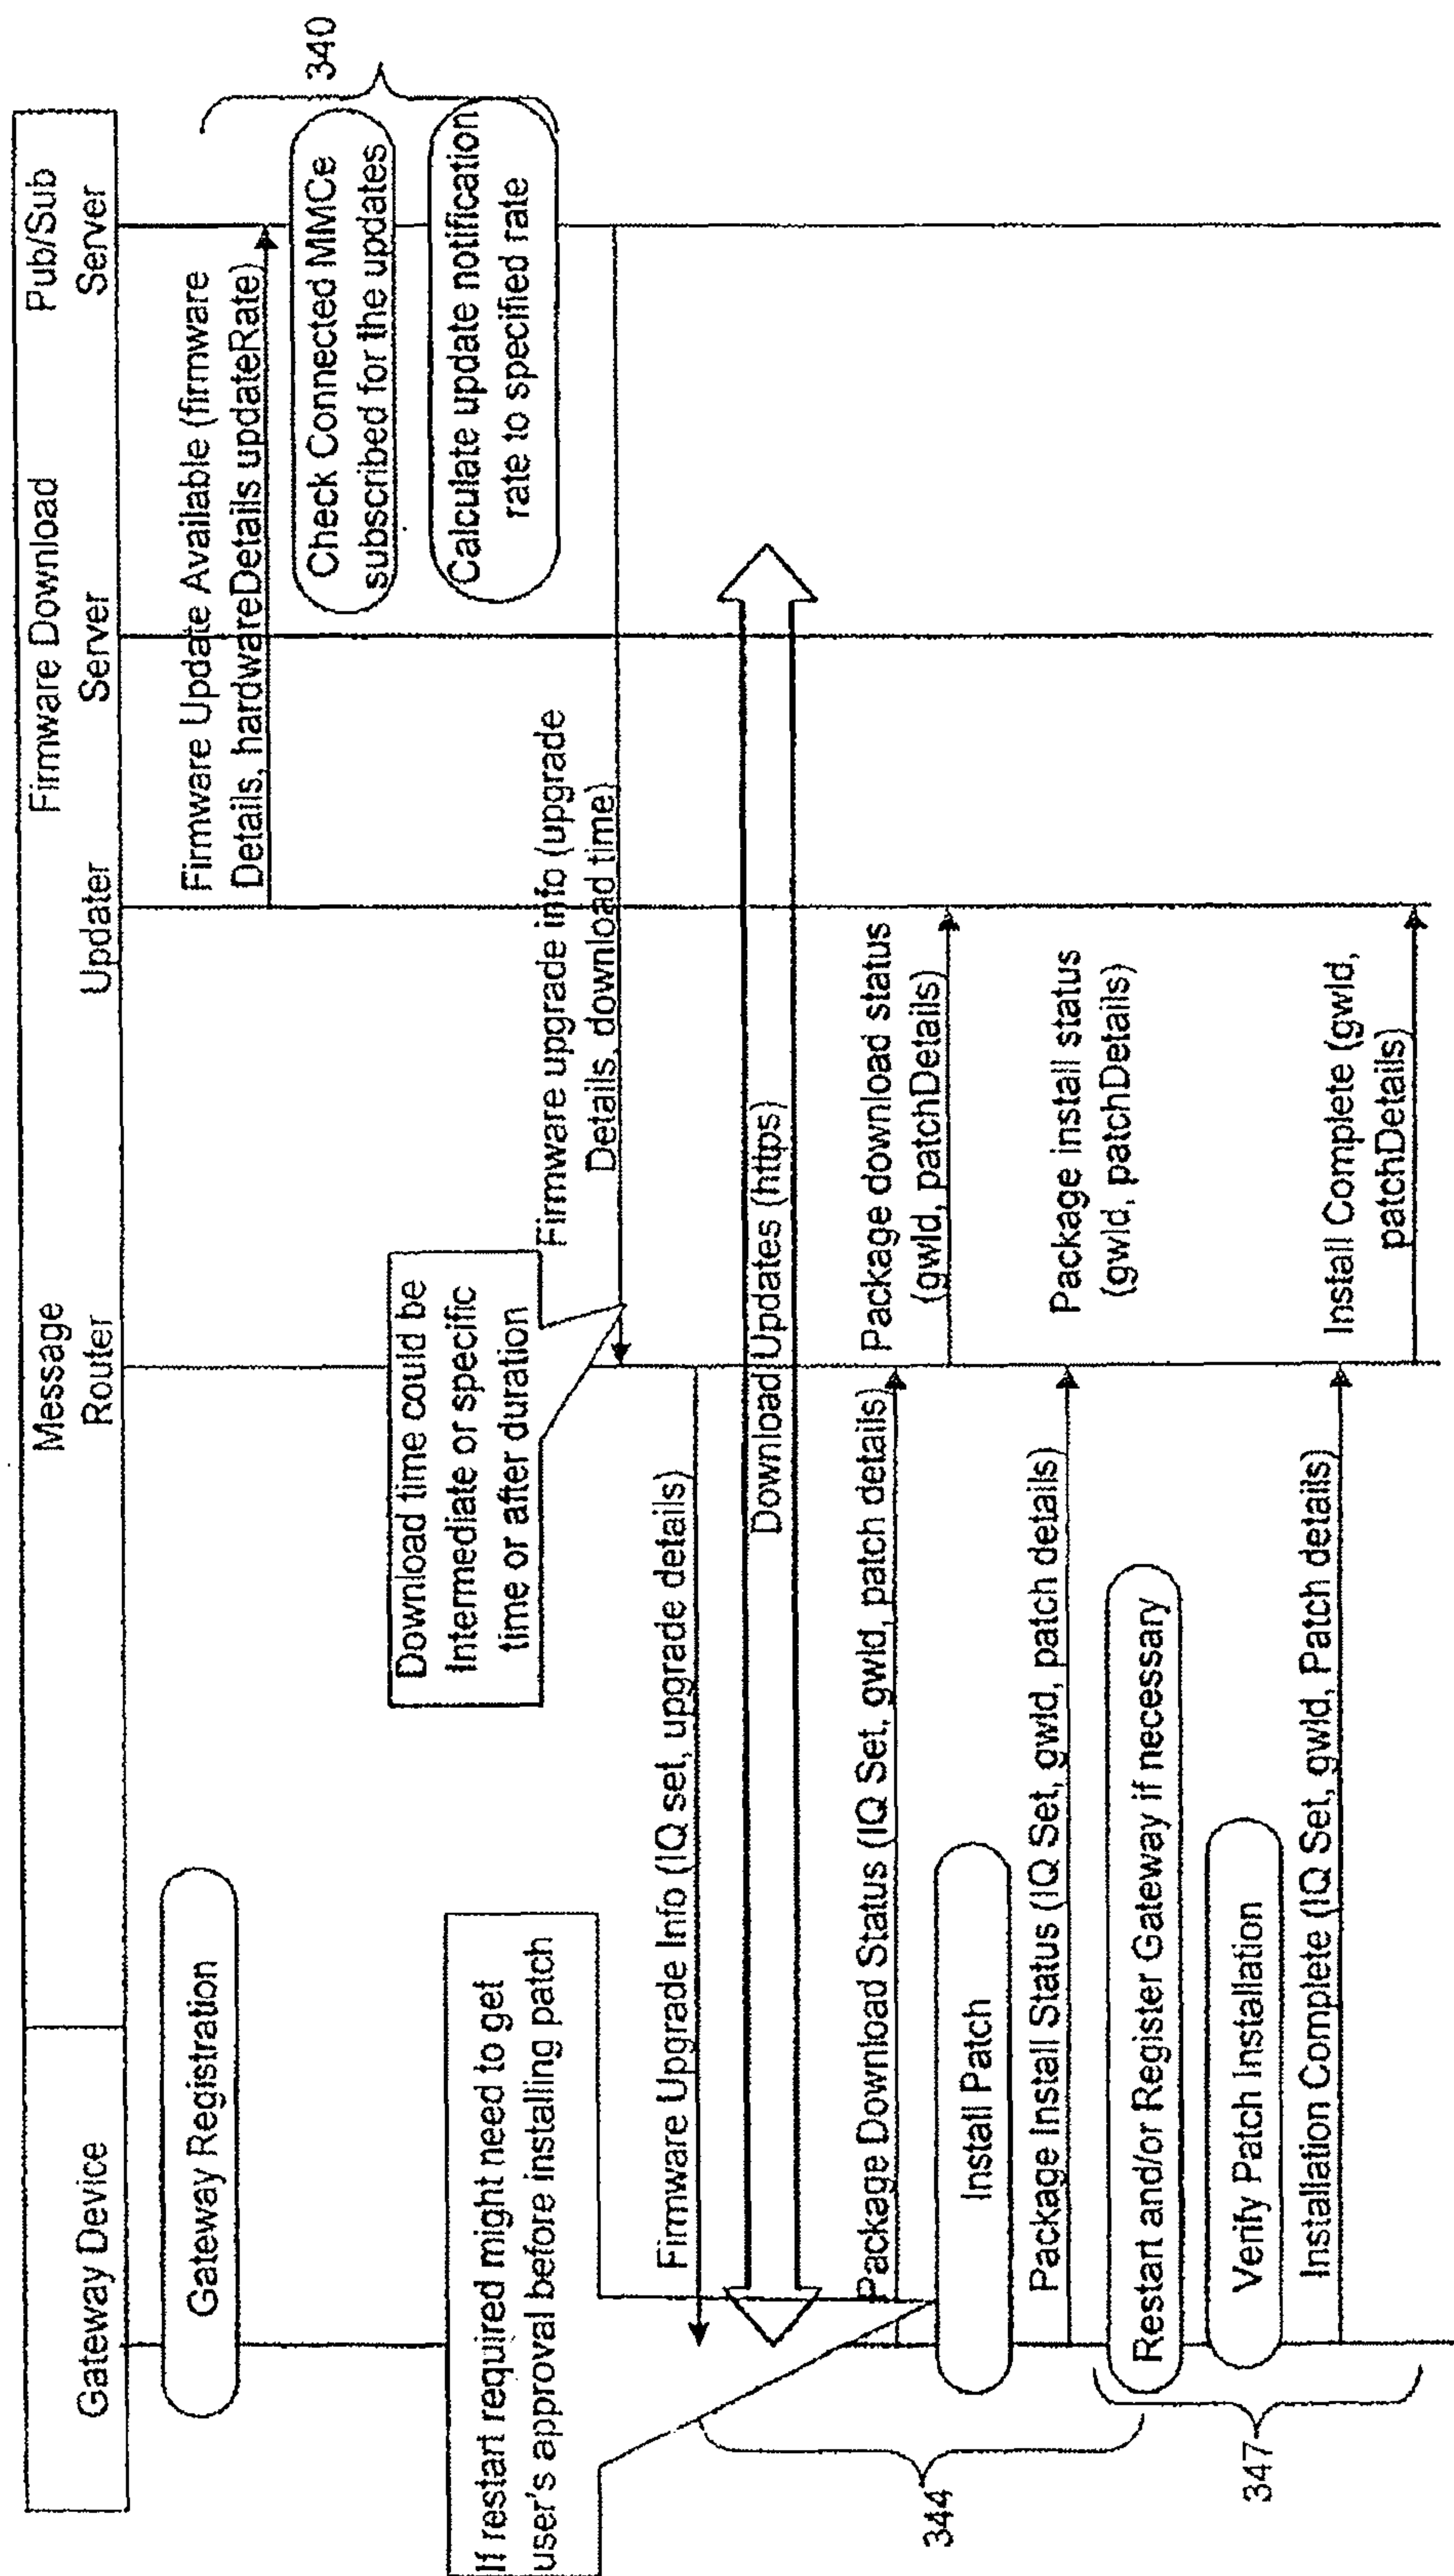 Gateway Device
Message
Router
Updater
Firmware Download
Server
Pub/Sub
Server
Gateway Registration
Firmware Update Available (firmware
Details, hardwareDetails updateRate)
340
Check Connected MMCe
subscribed for the updates
Calculate update notification
rate to specified rate
Download time could be
Intermediate or specific
time or after duration
If restart required might need to get
user's approval before installing patch
Firmware upgrade info (upgrade
Details, download time)
Firmware Upgrade Info (IQ set, upgrade details)
Download Updates (https)
Package Download Status (IQ Set, gwId, patch details)
Package download status
(gwId, patchDetails)
Install Patch
344
Package Install Status (IQ Set, gwId, patch details)
Package install status
(gwId, patchDetails)
Restart and/or Register Gateway if necessary
Verify Patch Installation
347
Installation Complete (IQ Set, gwId, Patch details)
Install Complete (gwId,
patchDetails)